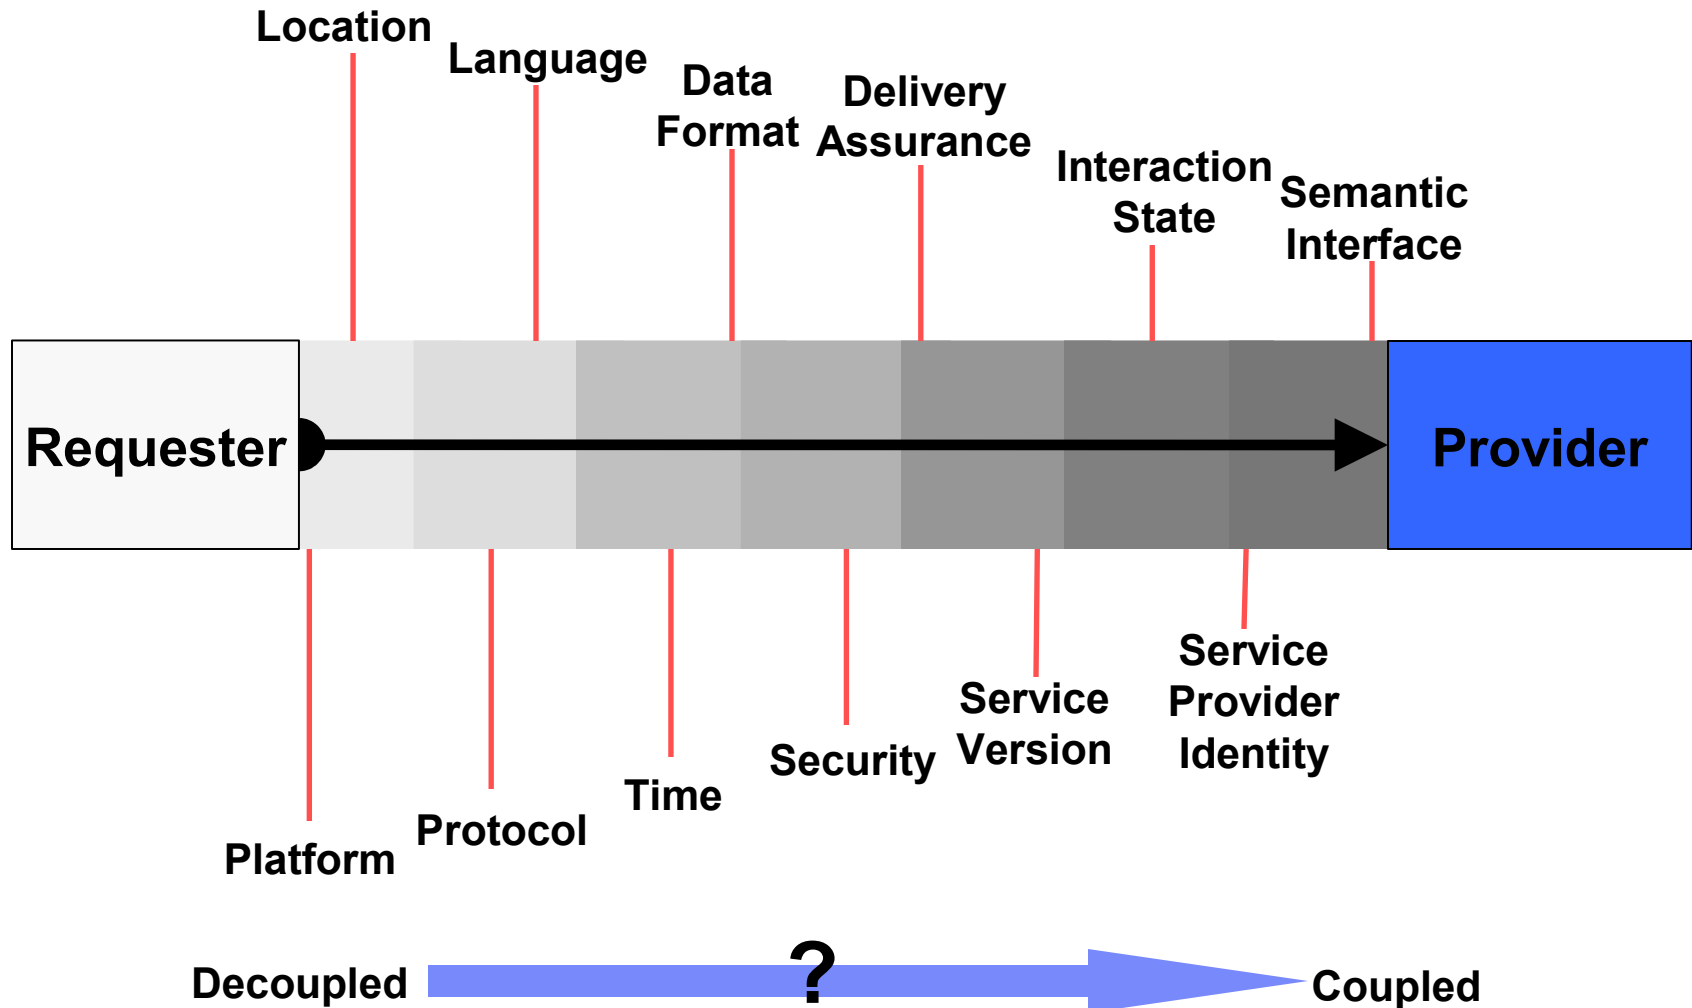 Location
Language
Data
Format
Delivery
Assurance
Interaction
State
Semantic
Interface
Requester
Provider
Platform
Protocol
Time
Security
Service
Version
Service
Provider
Identity
Decoupled
?
Coupled